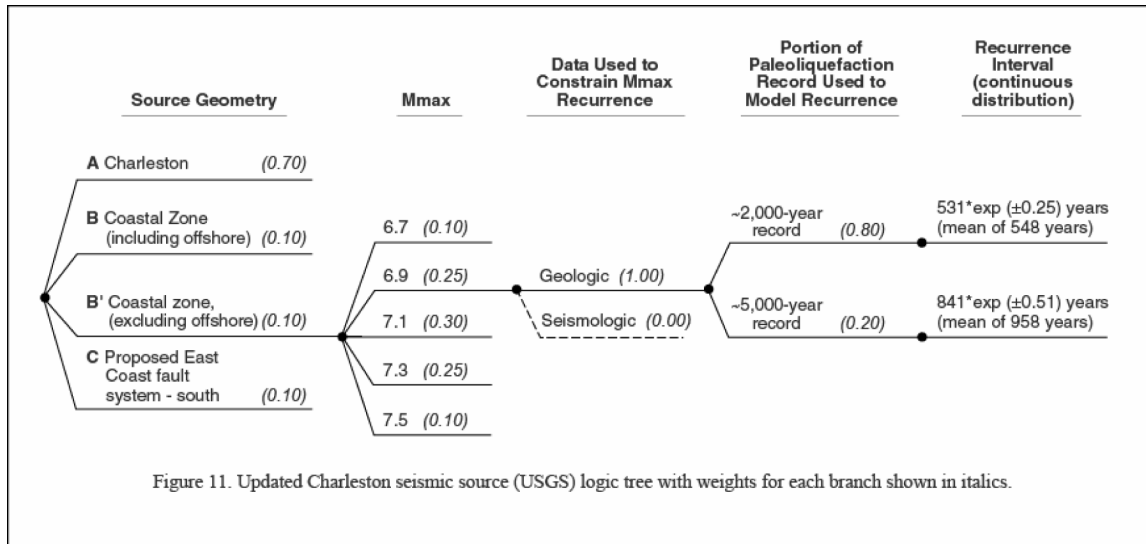 Source Geometry
Mmax
Data Used to
Constrain Mmax
Recurrence
Portion of
Paleoliquefaction
Record Used to
Model Recurrence
Recurrence
Interval
(continuous
distribution)
A Charleston (0.70)
B Coastal Zone
(including offshore) (0.10)
B' Coastal zone,
(excluding offshore) (0.10)
C Proposed East
Coast fault
system - south (0.10)
6.7 (0.10)
6.9 (0.25)
7.1 (0.30)
7.3 (0.25)
7.5 (0.10)
Geologic (1.00)
Seismologic (0.00)
~2,000-year
record (0.80)
~5,000-year
record (0.20)
531*exp (±0.25) years
(mean of 548 years)
841*exp (±0.51) years
(mean of 958 years)
Figure 11. Updated Charleston seismic source (USGS) logic tree with weights for each branch shown in italics.